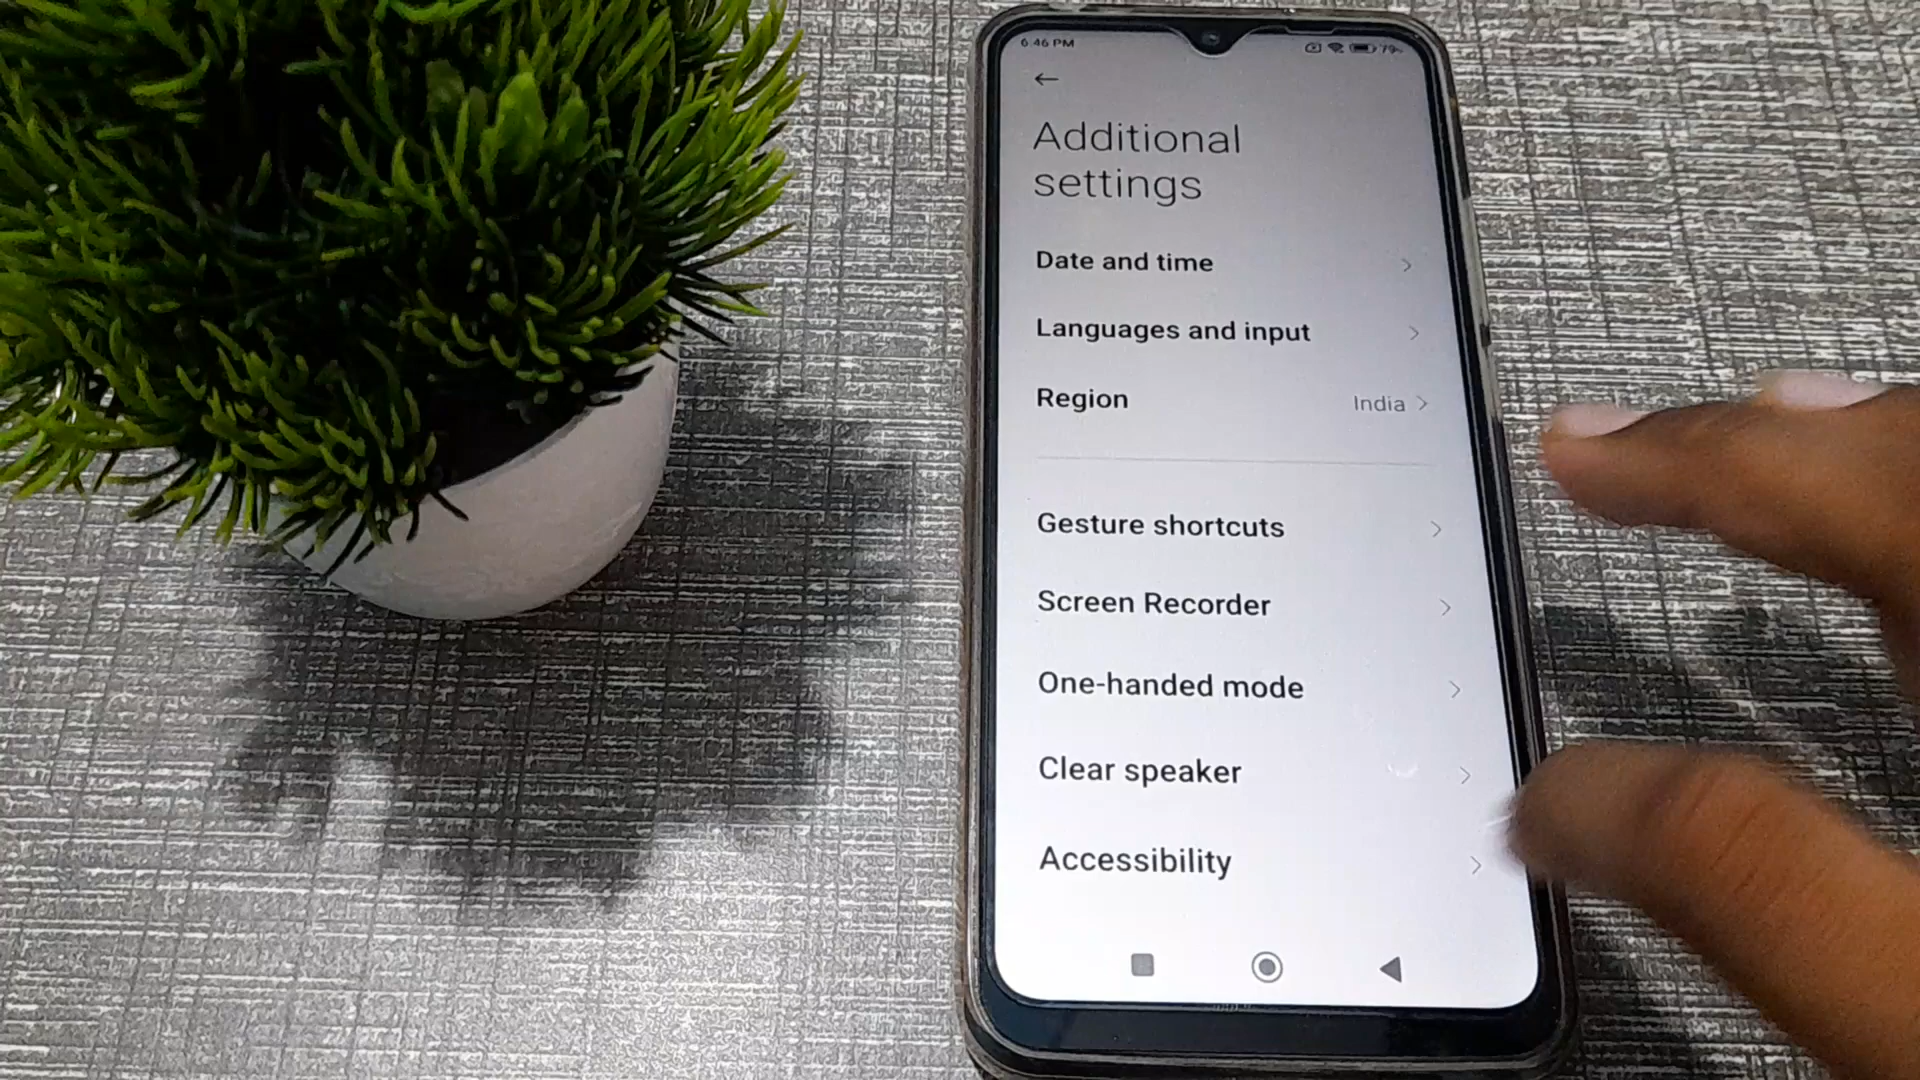 6:46 PM
79%
Additional
settings
Date and time
Languages and input
Region
India
Gesture shortcuts
Screen Recorder
One-handed mode
Clear speaker
Accessibility